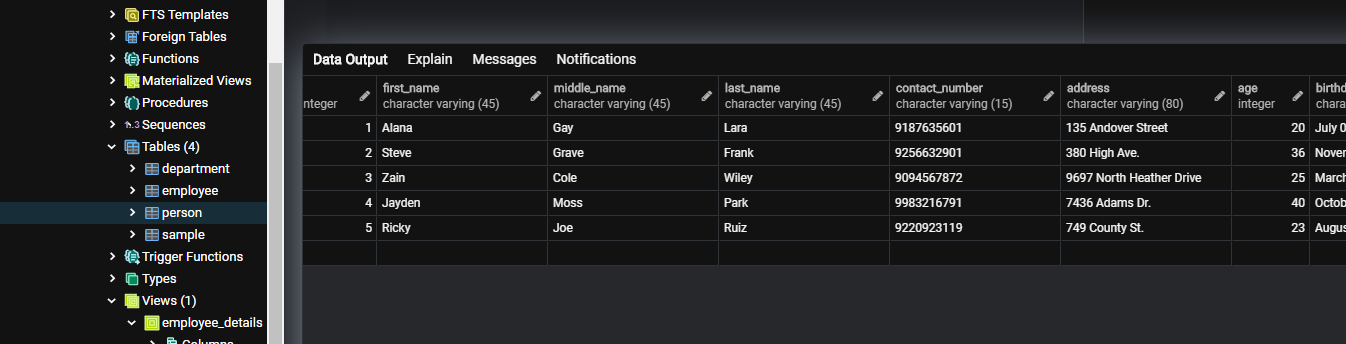 FTS Templates
Foreign Tables
Functions
Materialized Views
Procedures
1..3 Sequences
Tables (4)
department
employee
person
sample
Trigger Functions
Types
Views (1)
employee_details
Columns
Data Output Explain Messages Notifications
first_name middle_name last_name contact_number address age birthd
nteger character varying (45) character varying (45) character varying (45) character varying (15) character varying (80) integer chara
1 Alana Gay Lara 9187635601 135 Andover Street 20 July 0
2 Steve Grave Frank 9256632901 380 High Ave. 36 Nover
3 Zain Cole Wiley 9094567872 9697 North Heather Drive 25 March
4 Jayden Moss Park 9983216791 7436 Adams Dr. 40 Octob
5 Ricky Joe Ruiz 9220923119 749 County St. 23 Augus